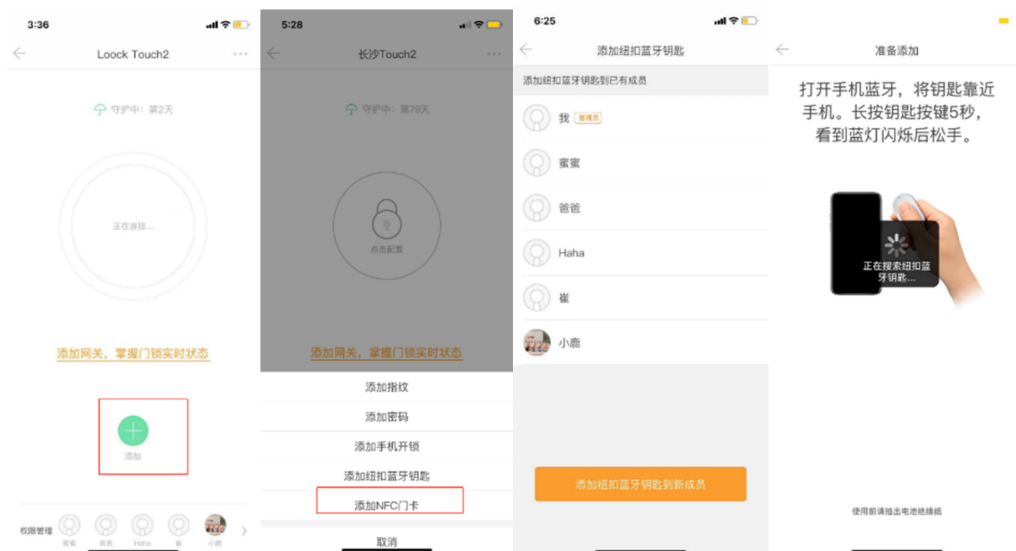 3:36
Loock Touch2
守护中：第2天
正在连接...
添加网关，掌握门锁实时状态
添加
权限管理
蜜蜜
爸爸
Haha
崔
小鹿
5:28
长沙Touch2
守护中：第79天
点击配置
添加网关，掌握门锁实时状态
添加指纹
添加密码
添加手机开锁
添加纽扣蓝牙钥匙
添加NFC门卡
取消
6:25
添加纽扣蓝牙钥匙
添加纽扣蓝牙钥匙到已有成员
我 管理员
蜜蜜
爸爸
Haha
崔
小鹿
添加纽扣蓝牙钥匙到新成员
准备添加
打开手机蓝牙，将钥匙靠近
手机。长按钥匙按键5秒，
看到蓝灯闪烁后松手。
正在搜索纽扣蓝
牙钥匙...
使用前请抽出电池绝缘纸